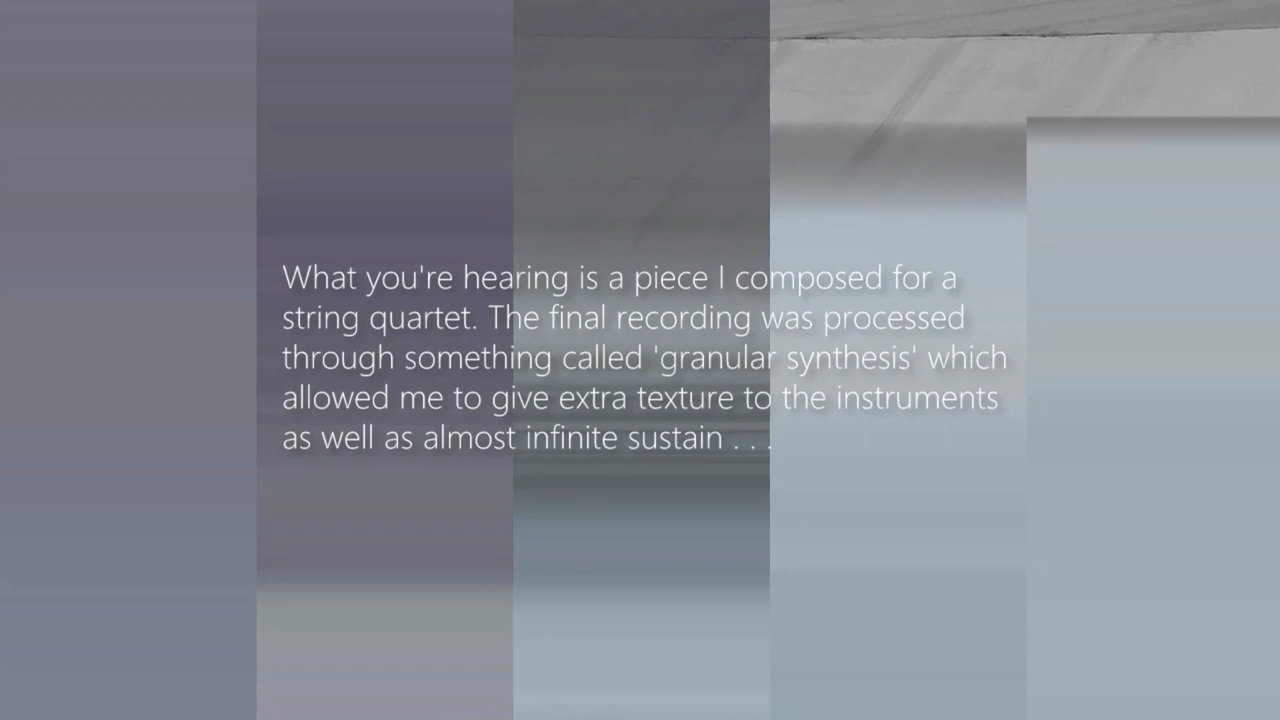 What you're hearing is a piece I composed for a
string quartet. The final recording was processed
through something called 'granular synthesis' which
allowed me to give extra texture to the instruments
as well as almost infinite sustain . . .